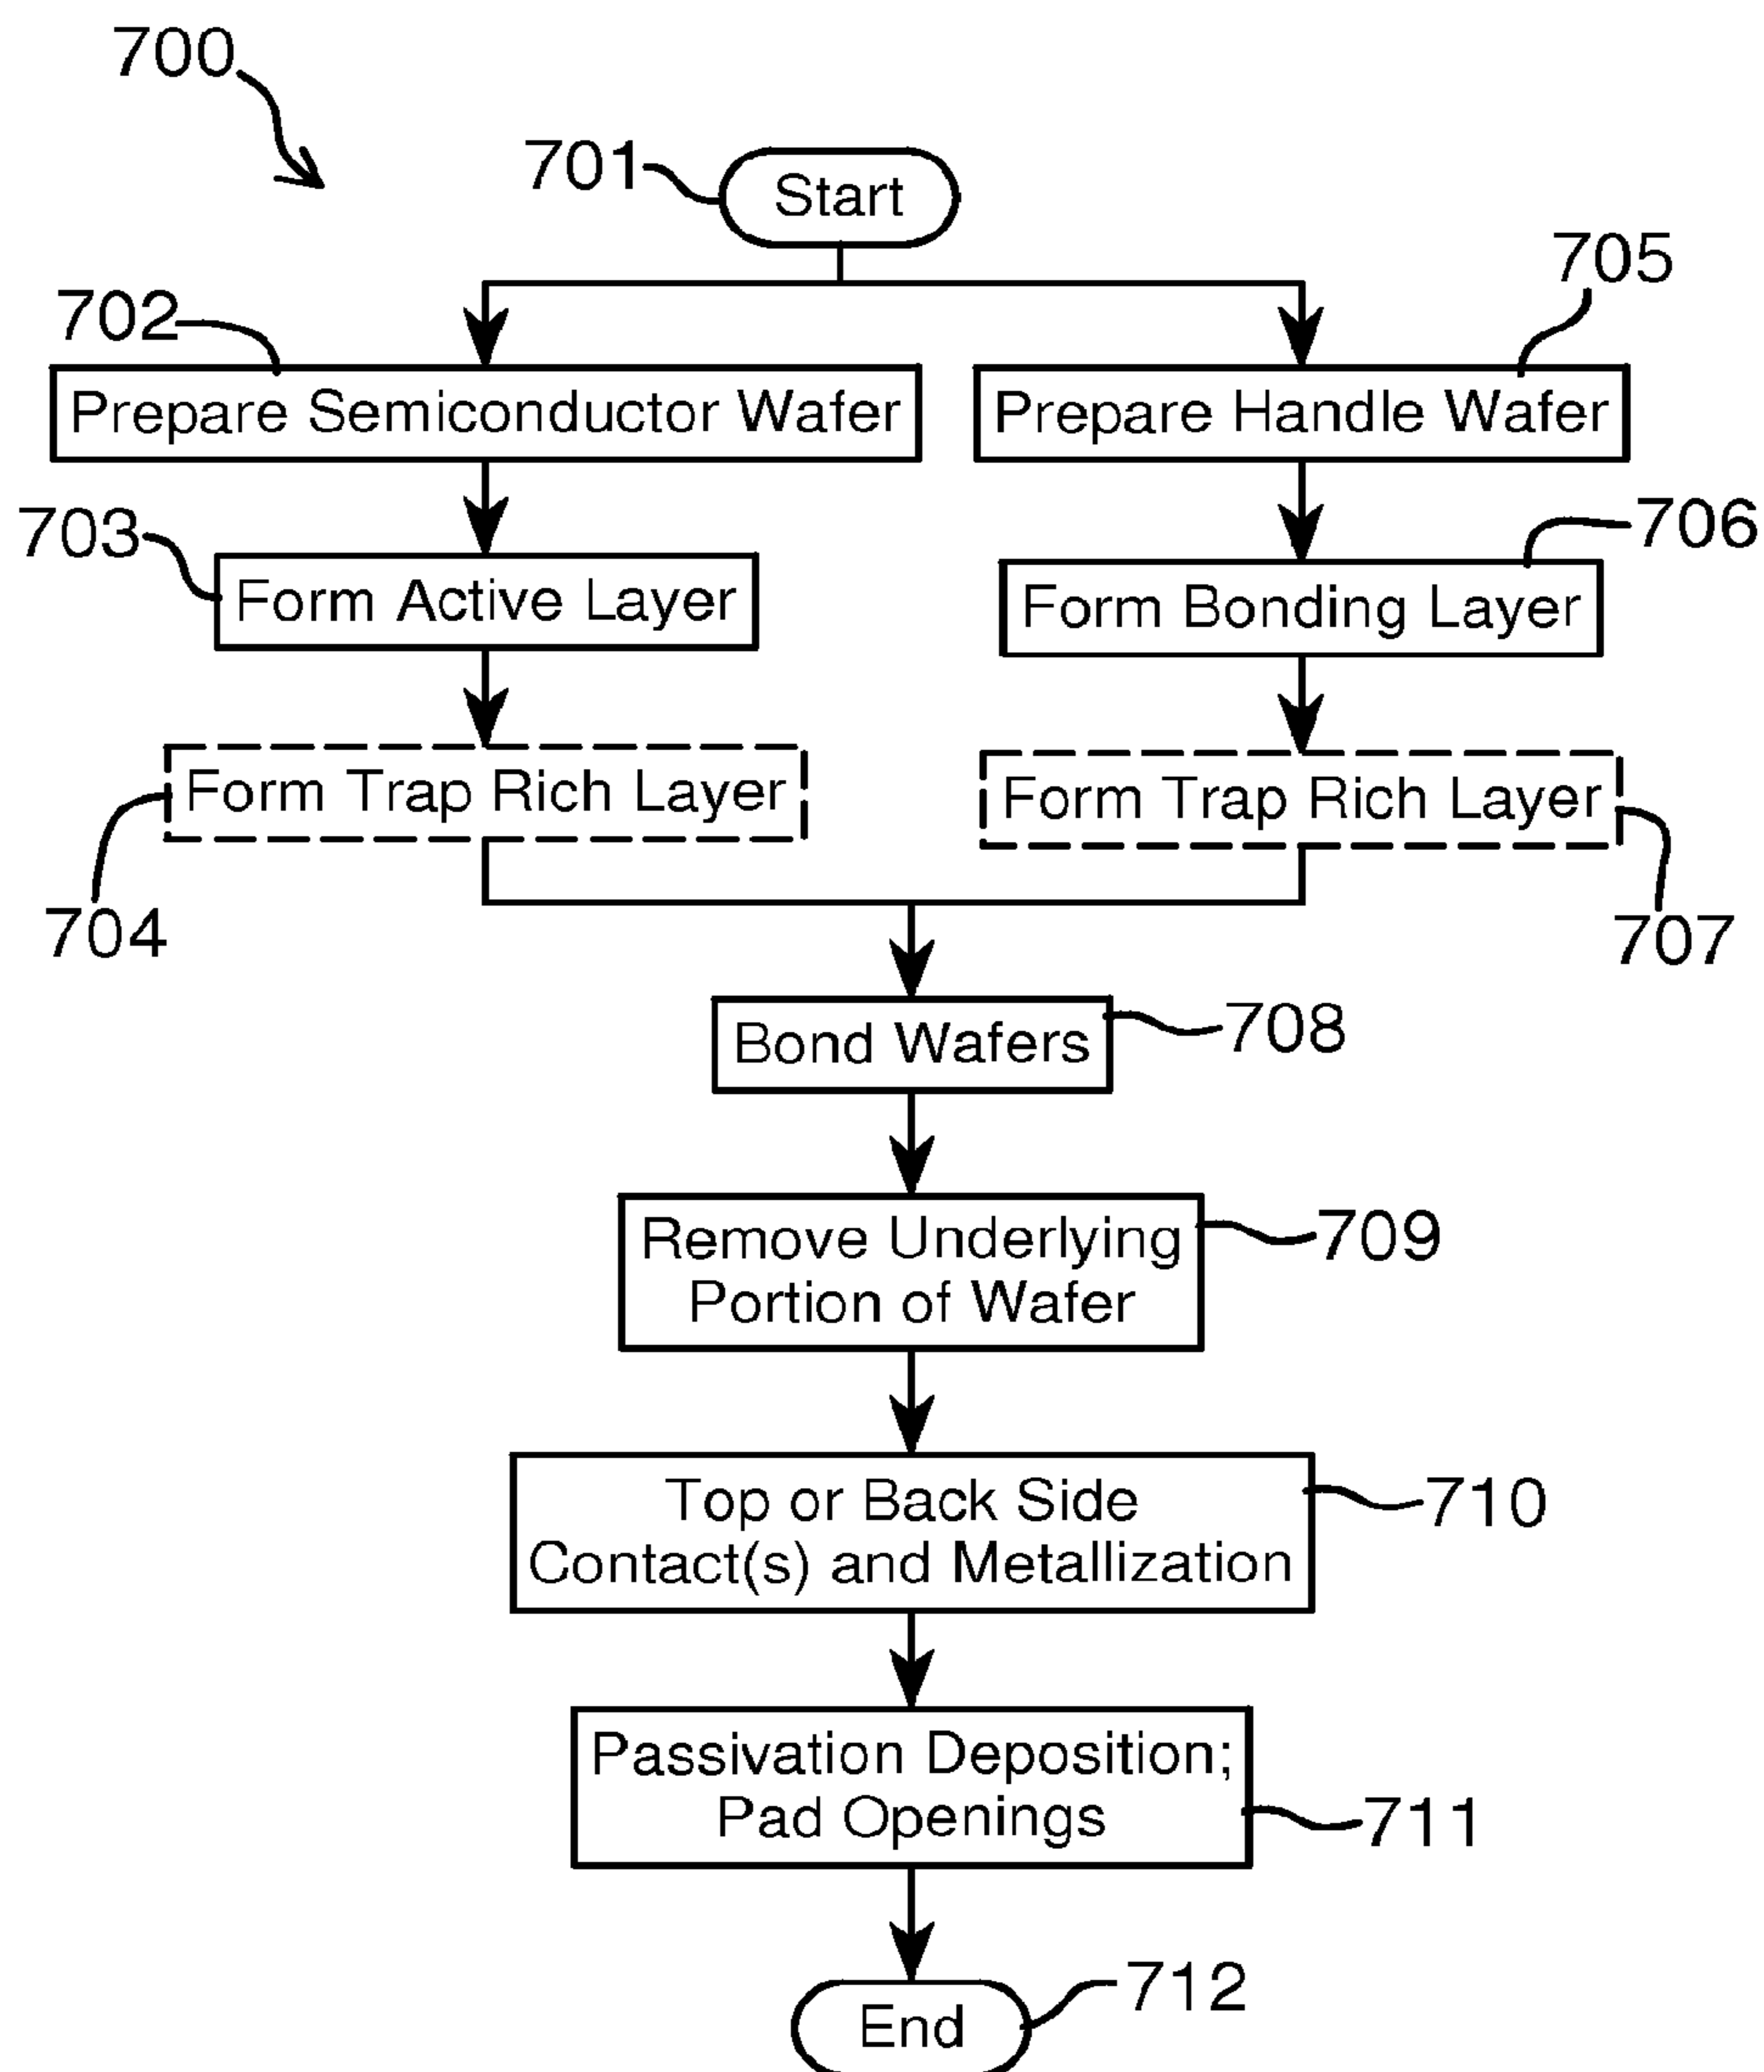 700
701
Start
705
702
Prepare Semiconductor Wafer
Prepare Handle Wafer
703
706
Form Active Layer
Form Bonding Layer
Form Trap Rich Layer
Form Trap Rich Layer
704
707
Bond Wafers
708
Remove Underlying
Portion of Wafer
709
Top or Back Side
Contact(s) and Metallization
710
Passivation Deposition;
Pad Openings
711
712
End